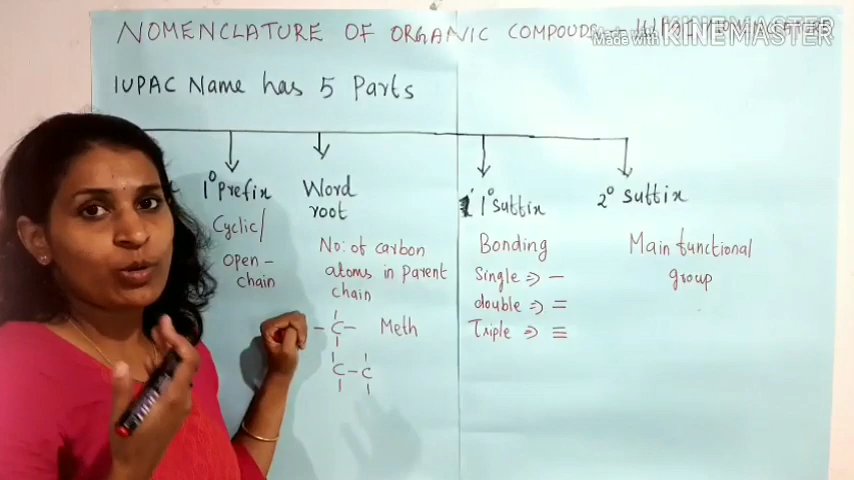 NOMENCLATURE OF ORGANIC COMPOUNDS
Made with KINEMASTER
IUPAC Name has 5 Parts
1° Prefix
Cyclic/
Open-
chain
Word
root
No: of carbon
atoms in parent
chain
-C- Meth
C-C
1° suffix
Bonding
Single => -
double => =
Triple => ≡
2° suffix
Main functional
group